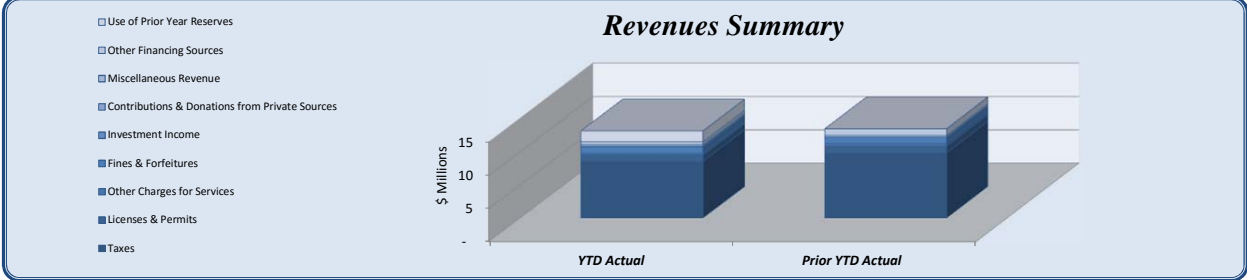 Revenues Summary
Use of Prior Year Reserves
Other Financing Sources
Miscellaneous Revenue
Contributions & Donations from Private Sources
Investment Income
Fines & Forfeitures
Other Charges for Services
Licenses & Permits
Taxes
$ Millions
15
10
5
-
YTD Actual
Prior YTD Actual